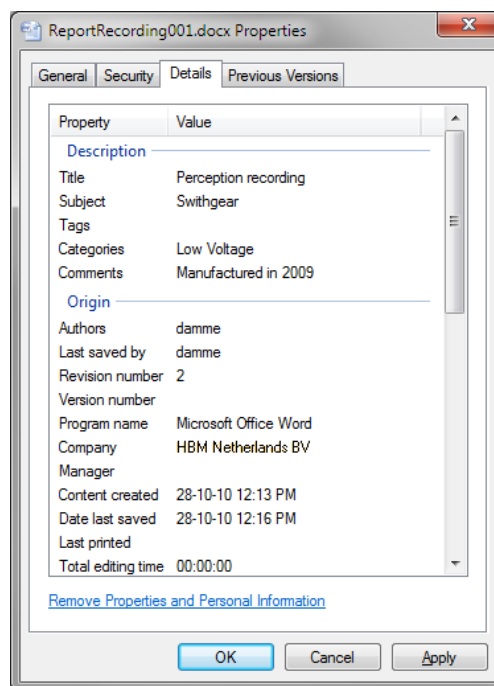 ReportRecording001.docx Properties
General Security Details Previous Versions
Property Value
Description
Title Perception recording
Subject Swithgear
Tags
Categories Low Voltage
Comments Manufactured in 2009
Origin
Authors damme
Last saved by damme
Revision number 2
Version number
Program name Microsoft Office Word
Company HBM Netherlands BV
Manager
Content created 28-10-10 12:13 PM
Date last saved 28-10-10 12:16 PM
Last printed
Total editing time 00:00:00
Remove Properties and Personal Information
OK Cancel Apply